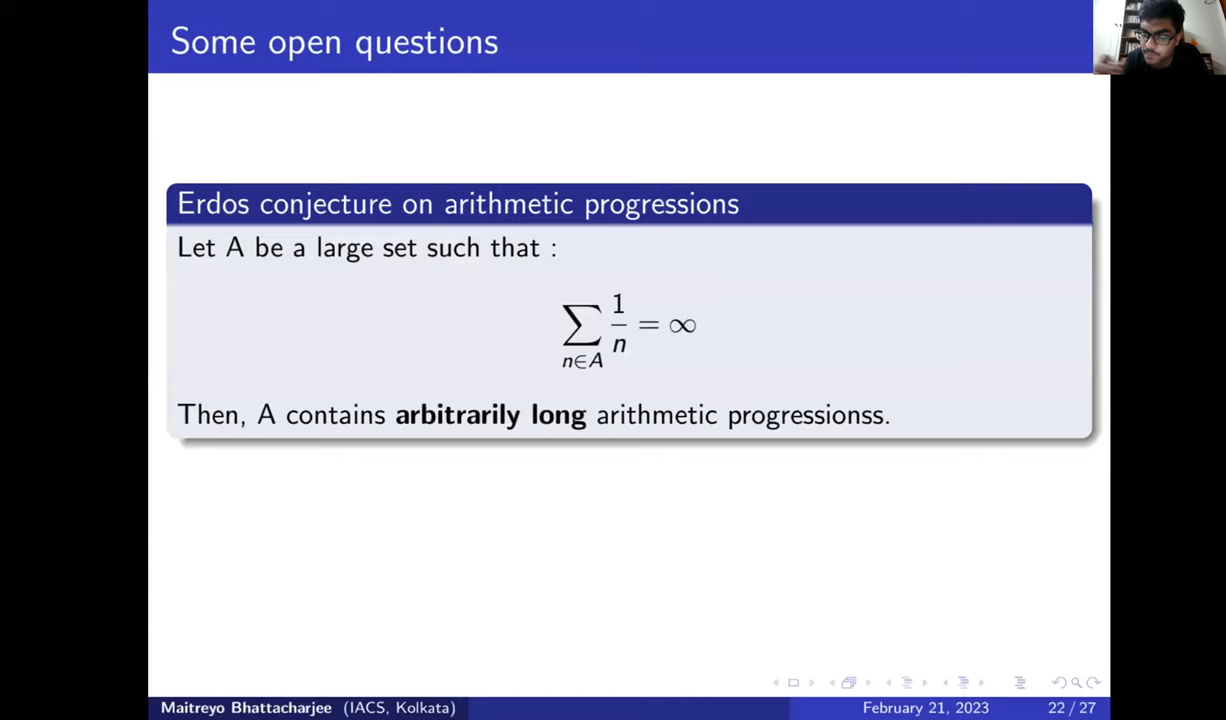 Some open questions
Erdos conjecture on arithmetic progressions
Let A be a large set such that :
∑_{n∈A} 1/n = ∞
Then, A contains arbitrarily long arithmetic progressionss.
Maitreyo Bhattacharjee (IACS, Kolkata) February 21, 2023 22 / 27